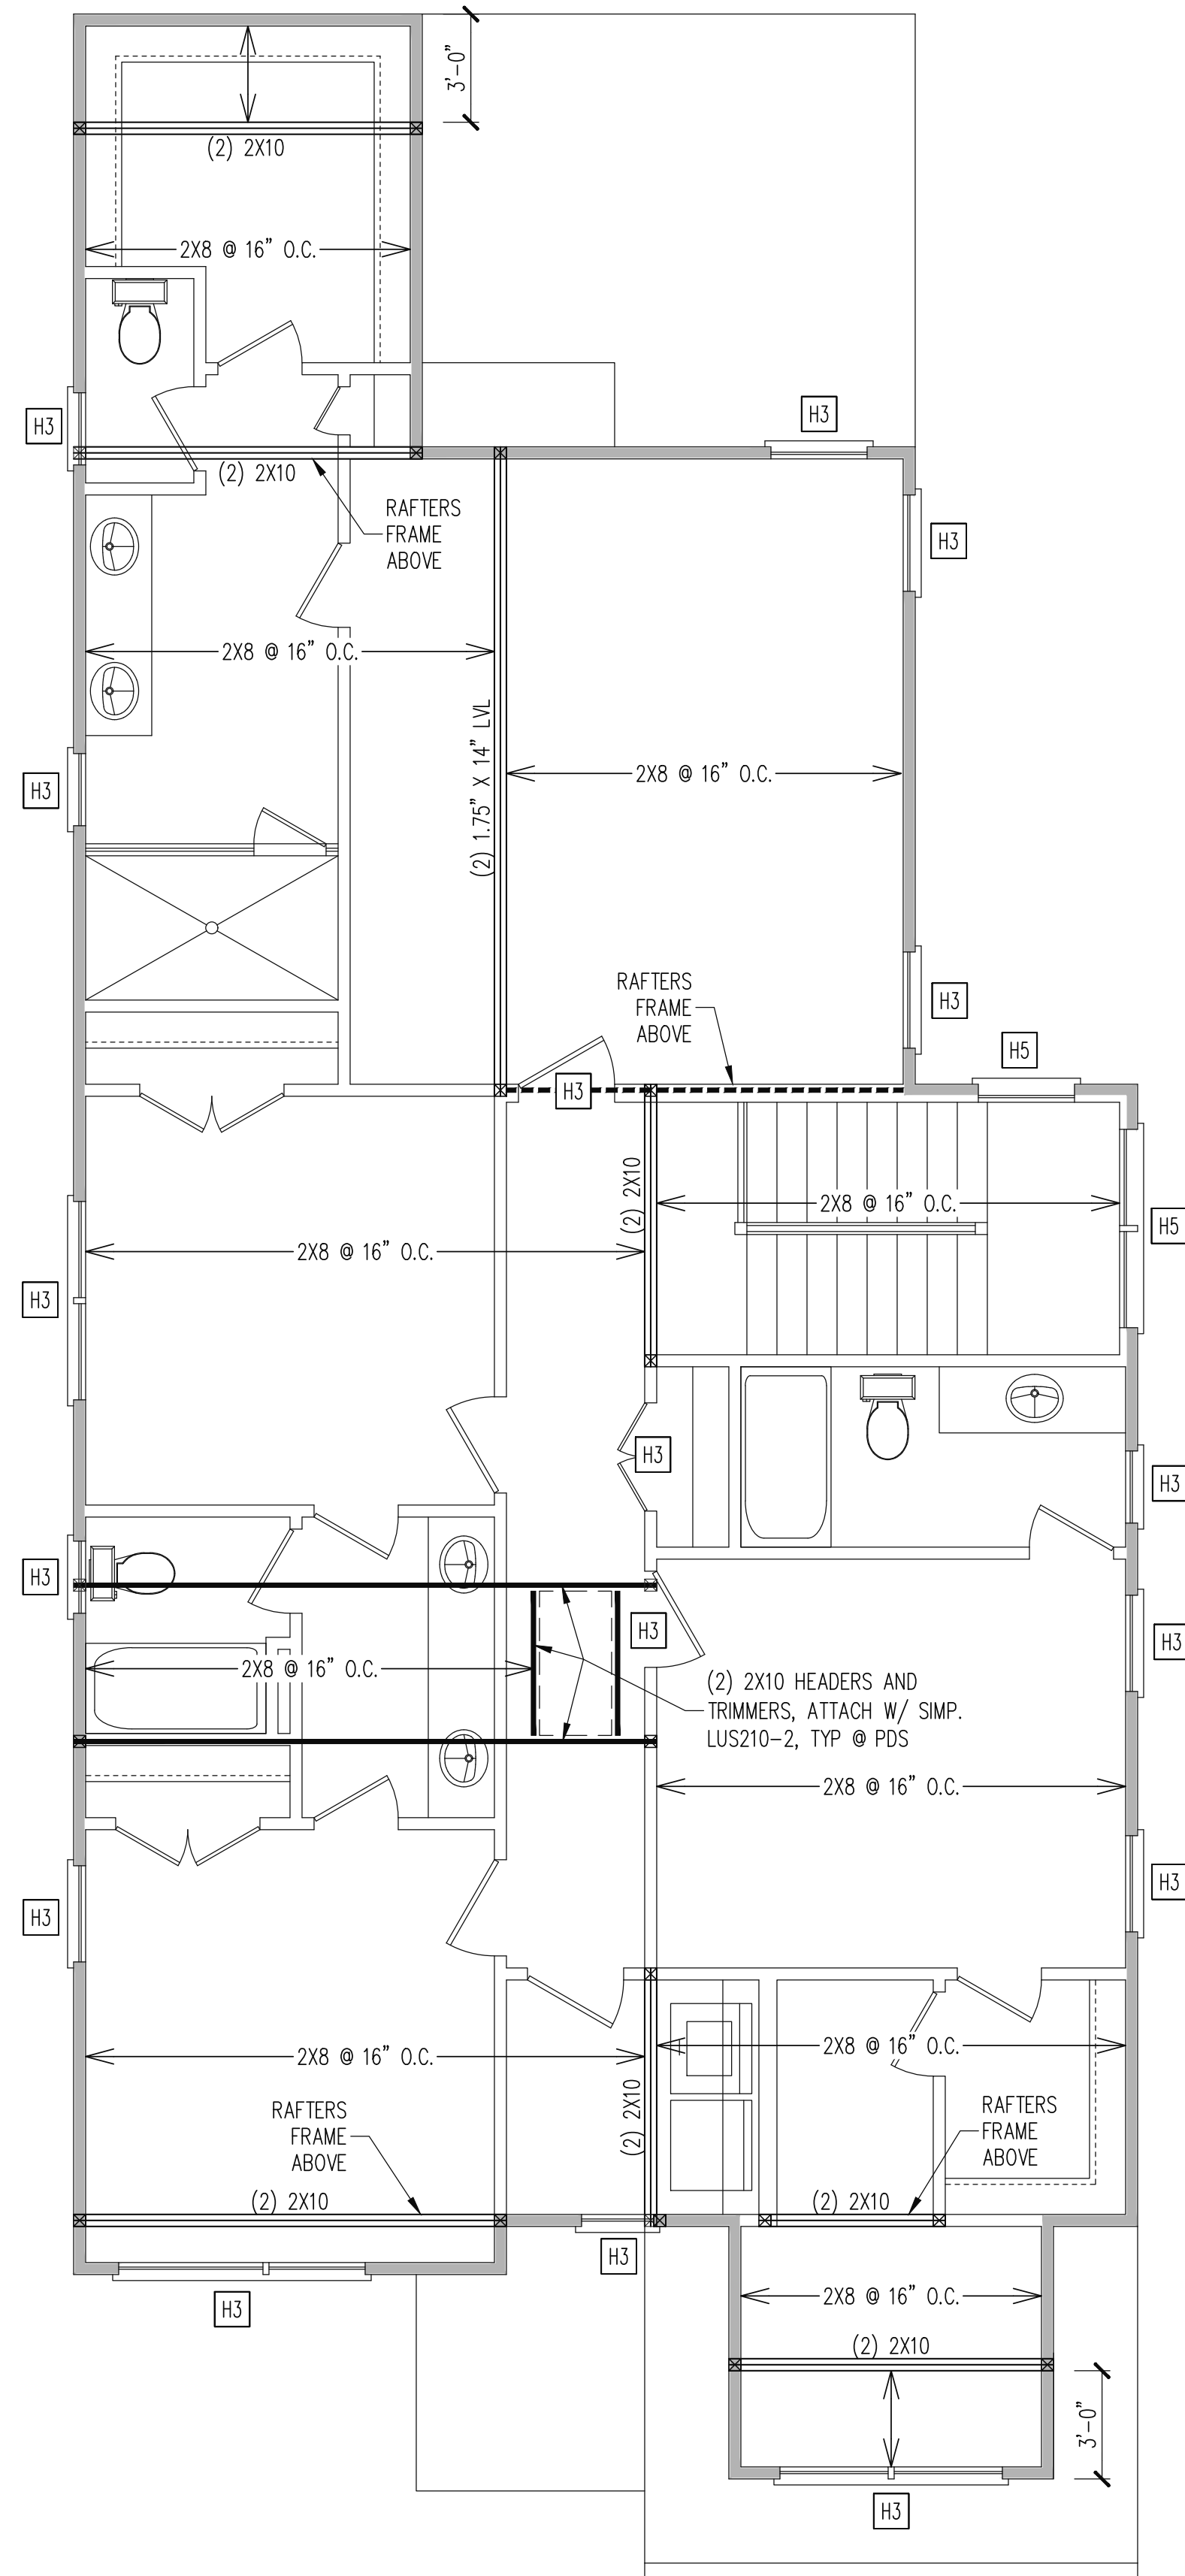 3'-0"
(2) 2X10
2X8 @ 16" O.C.
H3
H3
(2) 2X10
RAFTERS
FRAME
ABOVE
H3
2X8 @ 16" O.C.
(2) 1.75" X 14" LVL
2X8 @ 16" O.C.
H3
RAFTERS
FRAME
ABOVE
H3
H5
H3
(2) 2X10
2X8 @ 16" O.C.
H5
2X8 @ 16" O.C.
H3
H3
H3
H3
H3
H3
2X8 @ 16" O.C.
(2) 2X10 HEADERS AND
TRIMMERS, ATTACH W/ SIMP.
LUS210-2, TYP @ PDS
2X8 @ 16" O.C.
H3
H3
2X8 @ 16" O.C.
2X8 @ 16" O.C.
(2) 2X10
RAFTERS
FRAME
ABOVE
RAFTERS
FRAME
ABOVE
(2) 2X10
(2) 2X10
H3
H3
2X8 @ 16" O.C.
(2) 2X10
3'-0"
H3